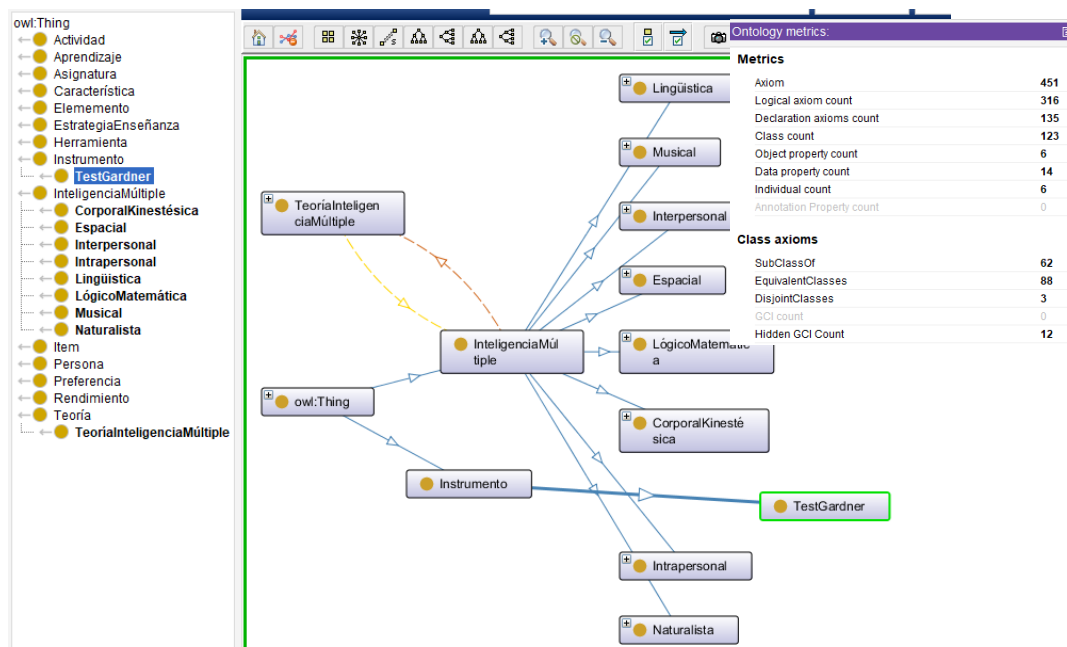 owl:Thing
Actividad
Aprendizaje
Asignatura
Característica
Elemento
EstrategiaEnseñanza
Herramienta
Instrumento
TestGardner
InteligenciaMúltiple
CorporalKinestésica
Espacial
Interpersonal
Intrapersonal
Lingüistica
LógicoMatemática
Musical
Naturalista
Item
Persona
Preferencia
Rendimiento
Teoría
TeoríaInteligenciaMúltiple
TeoríaInteligen
ciaMúltiple
owl:Thing
InteligenciaMúl
tiple
Instrumento
Lingüistica
Musical
Interpersonal
Espacial
LógicoMatemátic
a
CorporalKinesté
sica
TestGardner
Intrapersonal
Naturalista
Ontology metrics:
Metrics
Axiom 451
Logical axiom count 316
Declaration axioms count 135
Class count 123
Object property count 6
Data property count 14
Individual count 6
Annotation Property count 0
Class axioms
SubClassOf 62
EquivalentClasses 88
DisjointClasses 3
GCI count 0
Hidden GCI Count 12